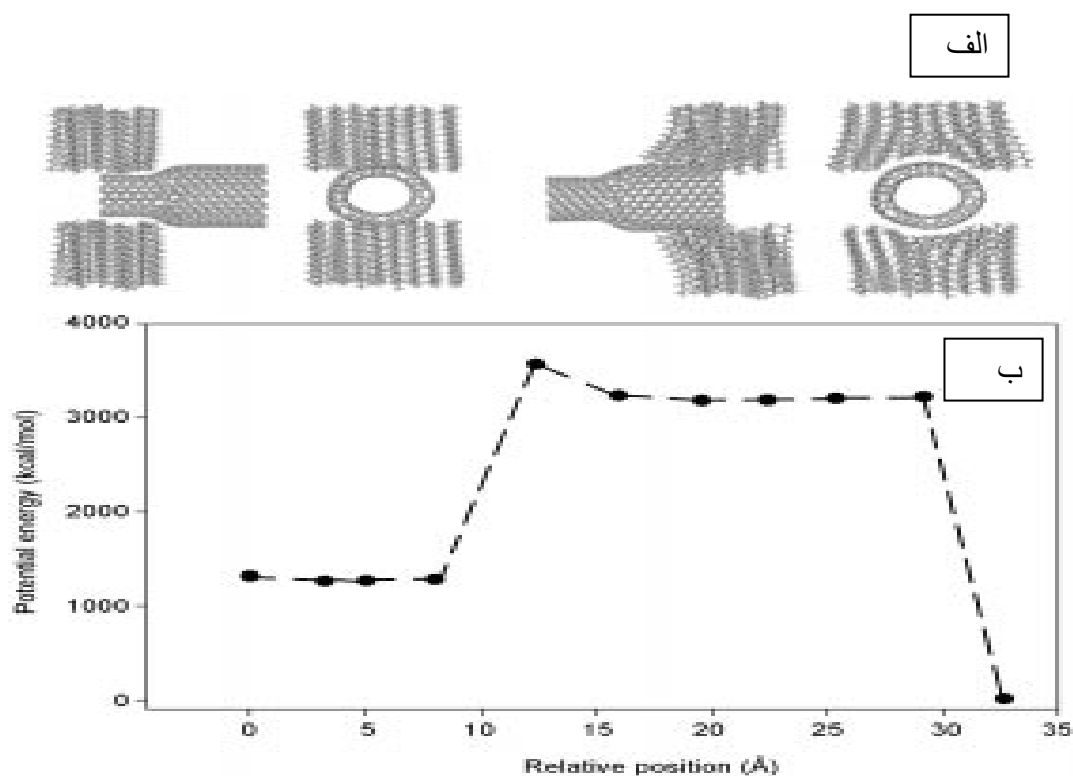 الف
ب
4000
3000
2000
1000
0
Potential energy (kcal/mol)
0 5 10 15 20 25 30 35
Relative position (Å)